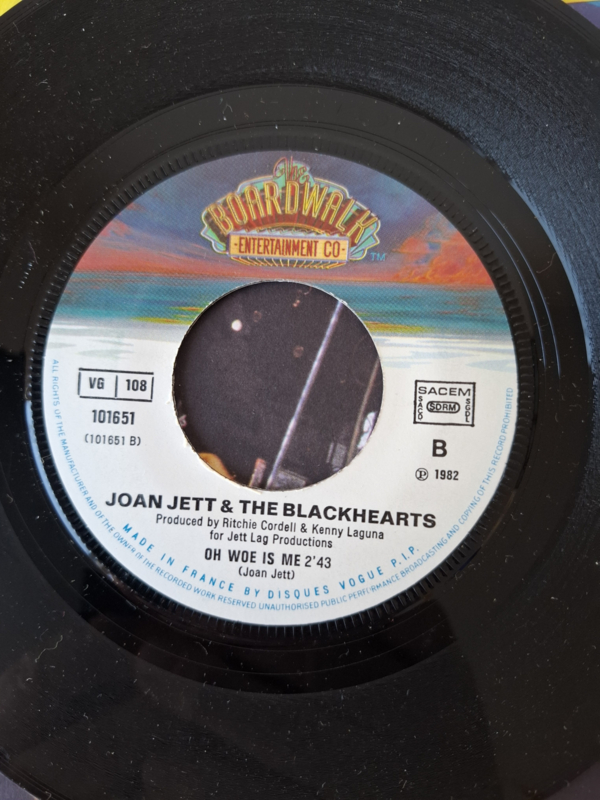 The
BOARDWALK
-ENTERTAINMENT CO-
TM
VG | 108
101651
(101651 B)
SACEM
SACD SDRM SGDL
B
℗ 1982
JOAN JETT & THE BLACKHEARTS
Produced by Ritchie Cordell & Kenny Laguna
for Jett Lag Productions
OH WOE IS ME 2'43
(Joan Jett)
MADE IN FRANCE BY DISQUES VOGUE P.I.P.
ALL RIGHTS OF THE MANUFACTURER AND OF THE OWNER OF THE RECORDED WORK RESERVED UNAUTHORISED PUBLIC PERFORMANCE BROADCASTING AND COPYING OF THIS RECORD PROHIBITED